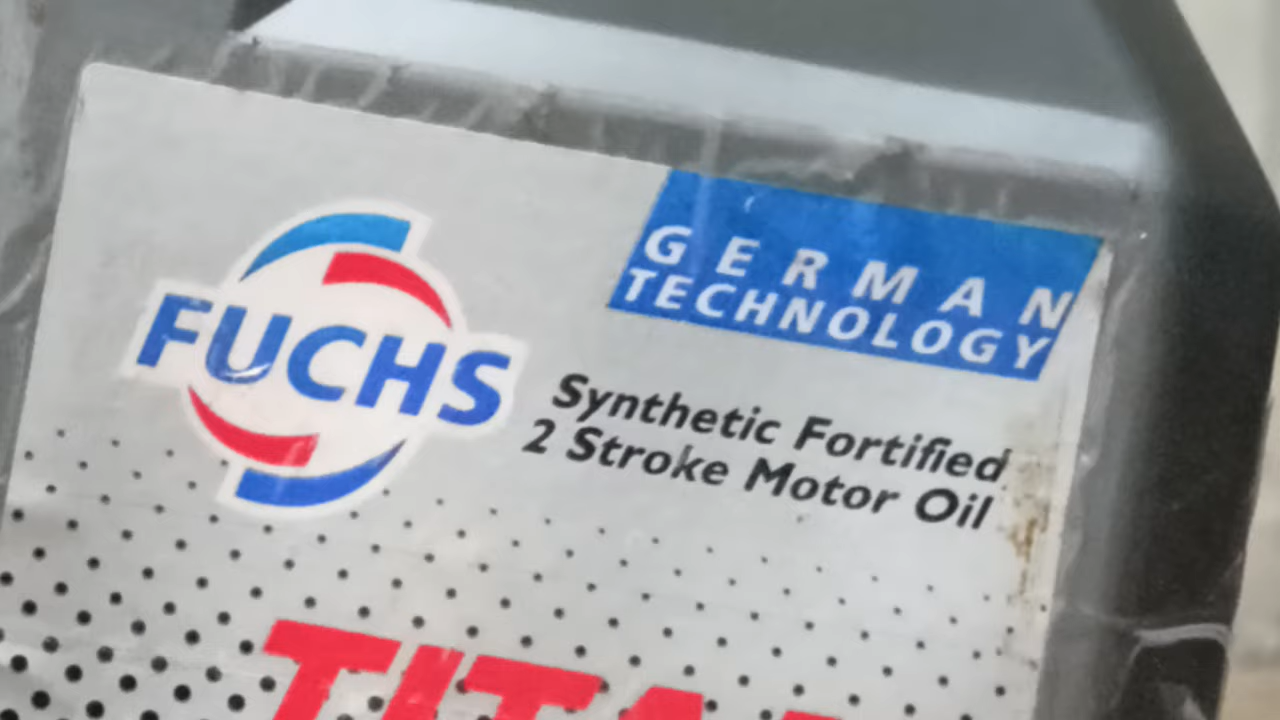 FUCHS
GERMAN
TECHNOLOGY
Synthetic Fortified
2 Stroke Motor Oil